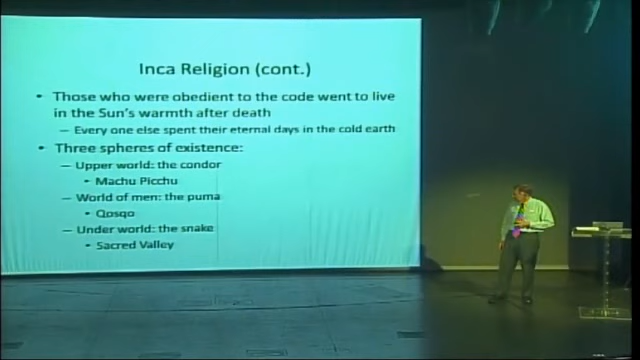 Inca Religion (cont.)
• Those who were obedient to the code went to live
in the Sun's warmth after death
– Every one else spent their eternal days in the cold earth
• Three spheres of existence:
– Upper world: the condor
• Machu Picchu
– World of men: the puma
• Qosqo
– Under world: the snake
• Sacred Valley